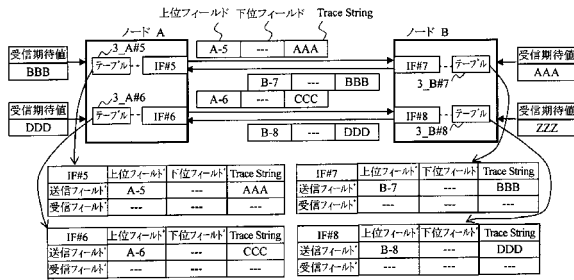 上位フィールド 下位フィールド Trace String
ノード A
ノード B
受信期待値
BBB
3_A#5
テーブル
IF#5
A-5 --- AAA
IF#7
テーブル
3_B#7
受信期待値
AAA
B-7 --- BBB
受信期待値
DDD
3_A#6
テーブル
IF#6
A-6 --- CCC
IF#8
テーブル
3_B#8
受信期待値
ZZZ
B-8 --- DDD
IF#5 上位フィールド 下位フィールド Trace String
送信フィールド A-5 --- AAA
受信フィールド --- --- ---
IF#7 上位フィールド 下位フィールド Trace String
送信フィールド B-7 --- BBB
受信フィールド --- --- ---
IF#6 上位フィールド 下位フィールド Trace String
送信フィールド A-6 --- CCC
受信フィールド --- --- ---
IF#8 上位フィールド 下位フィールド Trace String
送信フィールド B-8 --- DDD
受信フィールド --- --- ---